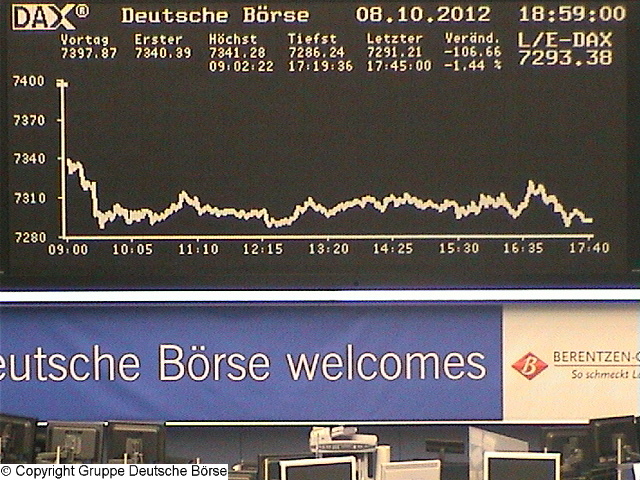 DAX® Deutsche Börse 08.10.2012 18:59:00
Vortag Erster Höchst Tiefst Letzter Veränd. L/E-DAX
7397.87 7340.39 7341.28 7286.24 7291.21 -106.66 7293.38
09:02:22 17:19:36 17:45:00 -1,44 %
7400
7370
7340
7310
7280
09:00 10:05 11:10 12:15 13:20 14:25 15:30 16:35 17:40
eutsche Börse welcomes
B BERENTZEN-
So schmeckt
© Copyright Gruppe Deutsche Börse